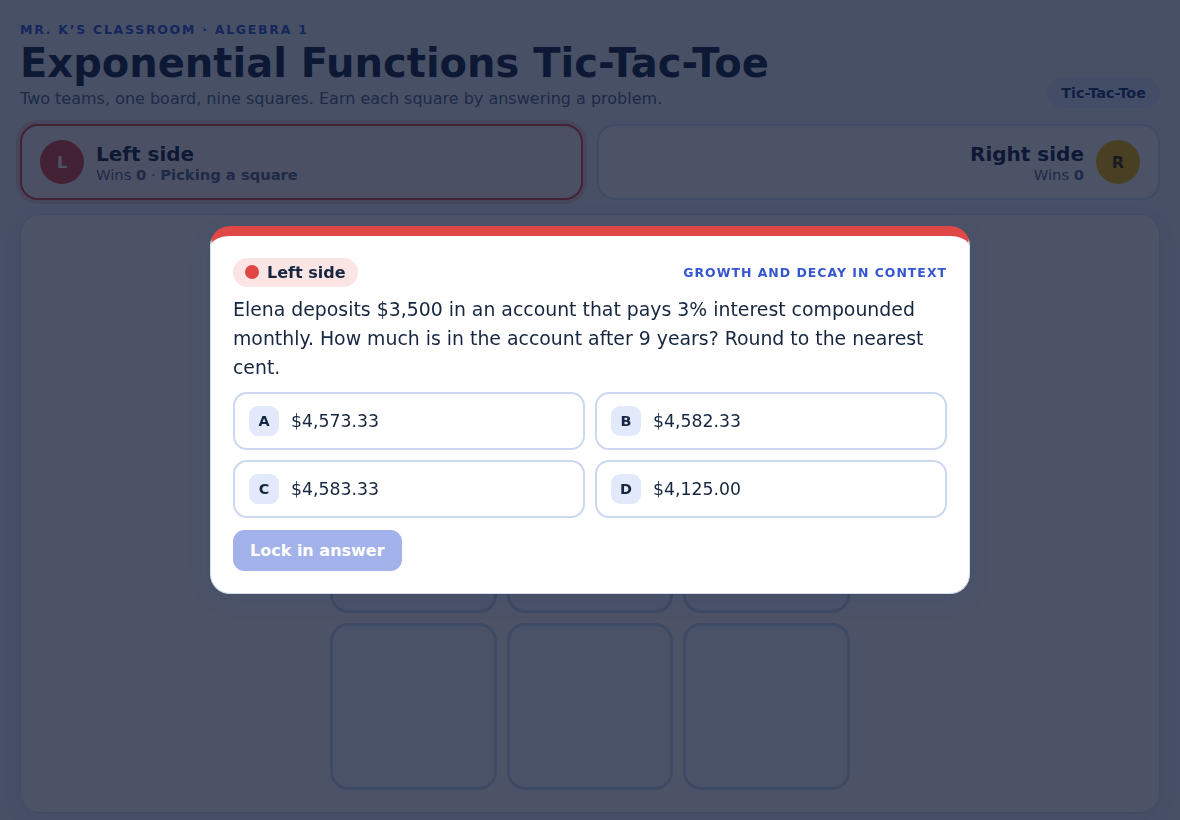 MR. K’S CLASSROOM · ALGEBRA 1
Exponential Functions Tic-Tac-Toe
Two teams, one board, nine squares. Earn each square by answering a problem.
Tic-Tac-Toe
L
Left side
Wins 0 · Picking a square
Right side
Wins 0
R
Left side
GROWTH AND DECAY IN CONTEXT
Elena deposits $3,500 in an account that pays 3% interest compounded
monthly. How much is in the account after 9 years? Round to the nearest
cent.
A $4,573.33
B $4,582.33
C $4,583.33
D $4,125.00
Lock in answer